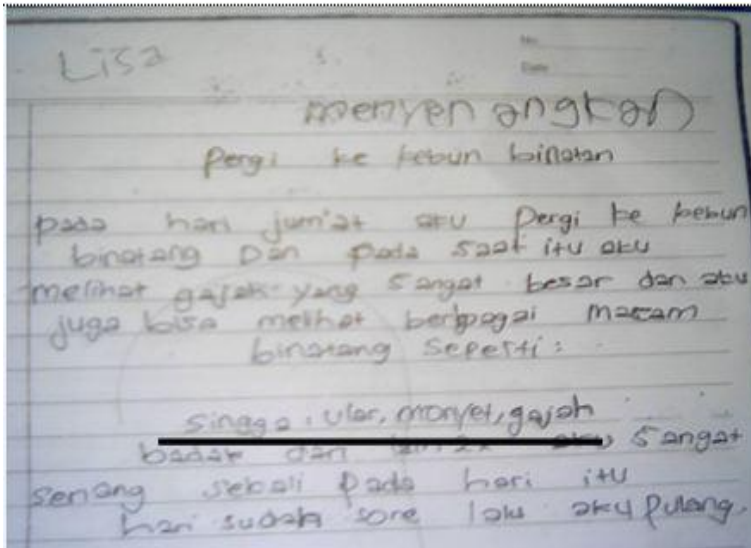 Lisa
No
Date
menyenangkan
Pergi ke kebun binatan
pada hari jum'at aku pergi ke kebun
binatang Dan pada saat itu aku
melihat gajah yang sangat besar dan aku
juga bisa melihat berbagai macam
binatang seperti:
singga, ular, monyet, gajah
badak dan sangat
senang sekali pada hari itu
hari sudah sore lalu aku pulang.